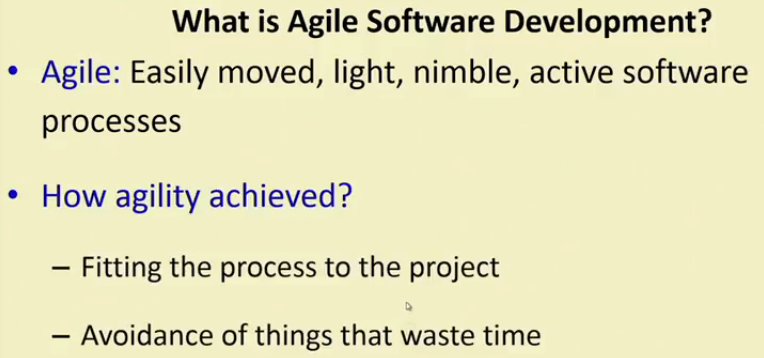 What is Agile Software Development?
• Agile: Easily moved, light, nimble, active software
processes
• How agility achieved?
– Fitting the process to the project
– Avoidance of things that waste time